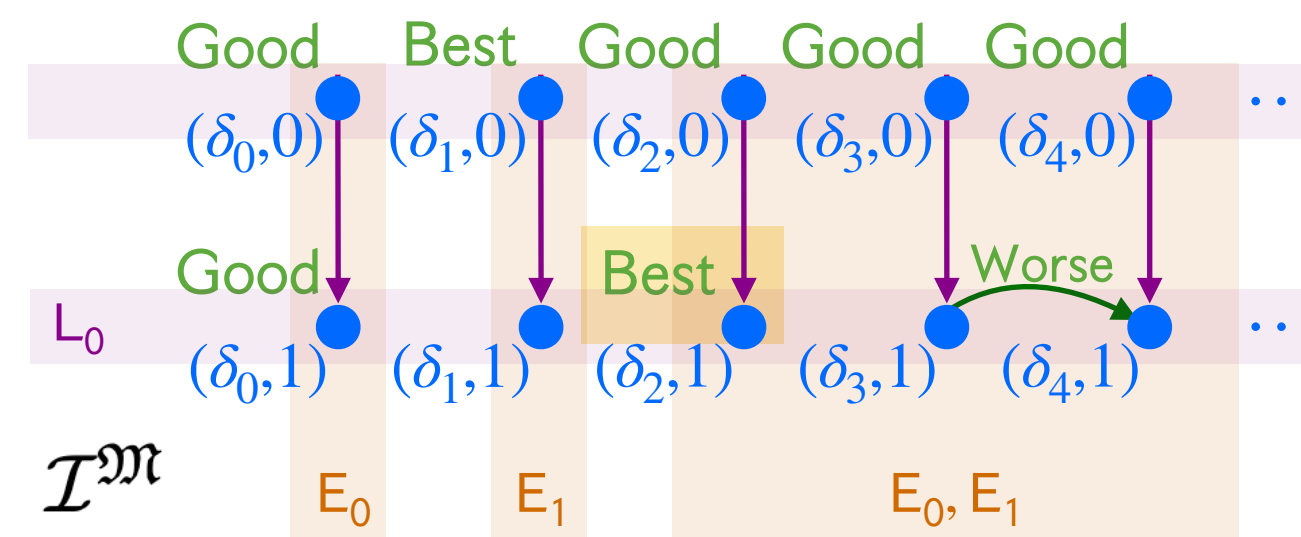 Good Best Good Good Good
(δ₀,0) (δ₁,0) (δ₂,0) (δ₃,0) (δ₄,0) ··
Good Best Worse
L₀ ··
(δ₀,1) (δ₁,1) (δ₂,1) (δ₃,1) (δ₄,1)
ℐ^𝔐 E₀ E₁ E₀, E₁